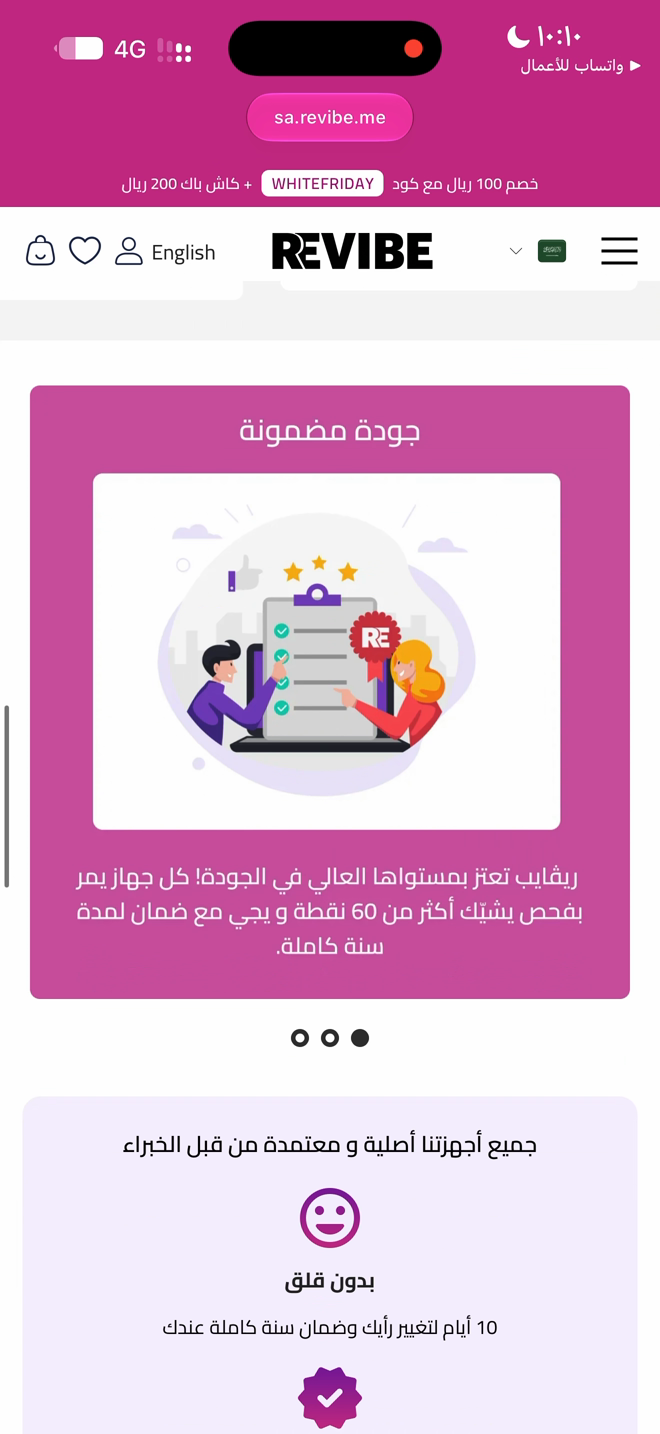 ١٠:١٠
4G
واتساب للأعمال ◀
sa.revibe.me
خصم 100 ريال مع كود WHITEFRIDAY + كاش باك 200 ريال
REVIBE
English
جودة مضمونة
RE
ريڤايب تعتز بمستواها العالي في الجودة! كل جهاز يمر
بفحص يشيّك أكثر من 60 نقطة و يجي مع ضمان لمدة
سنة كاملة.
جميع أجهزتنا أصلية و معتمدة من قبل الخبراء
بدون قلق
10 أيام لتغيير رأيك وضمان سنة كاملة عندك